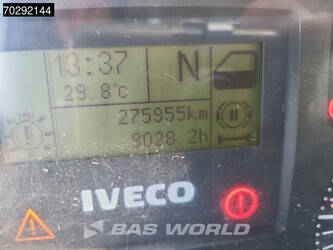 70292144
13:37 N
29.8°C
275955km
9028.2h
IVECO
BAS WORLD